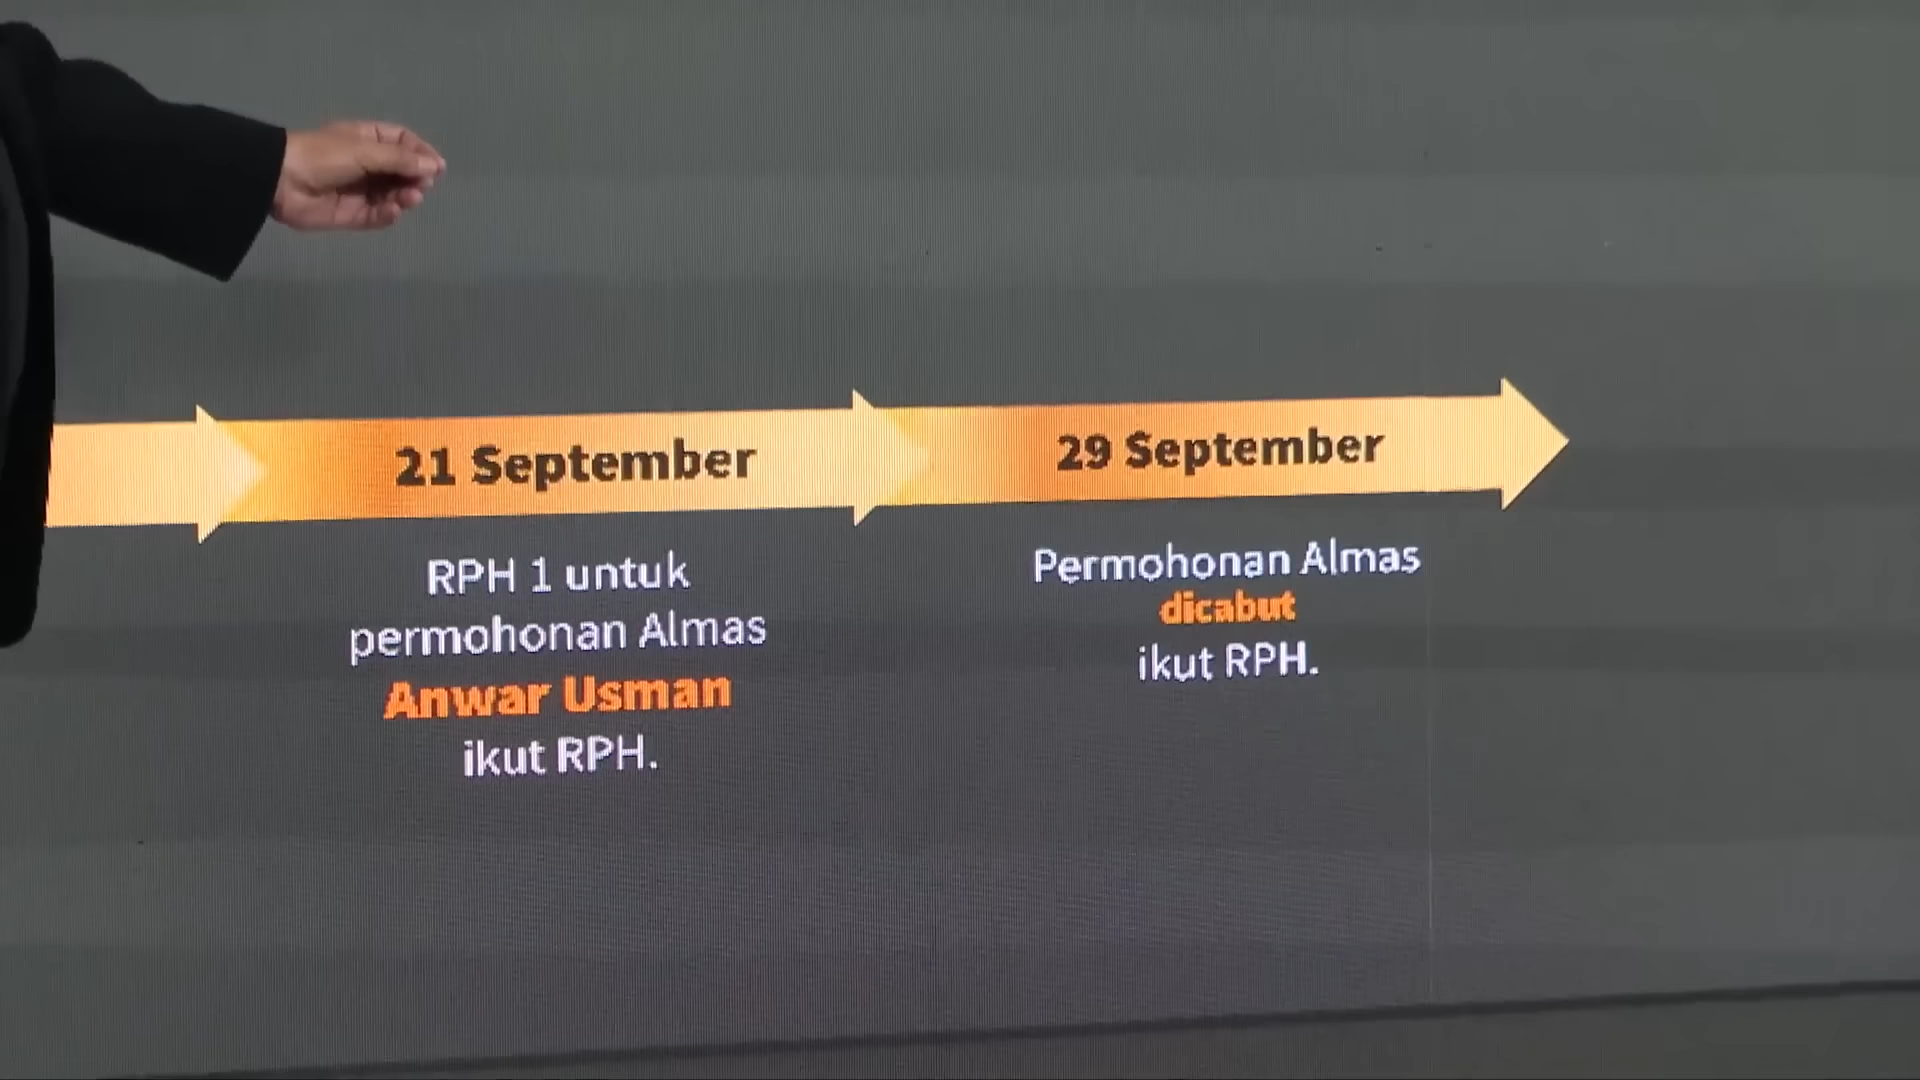 21 September
RPH 1 untuk
permohonan Almas
Anwar Usman
ikut RPH.
29 September
Permohonan Almas
dicabut
ikut RPH.